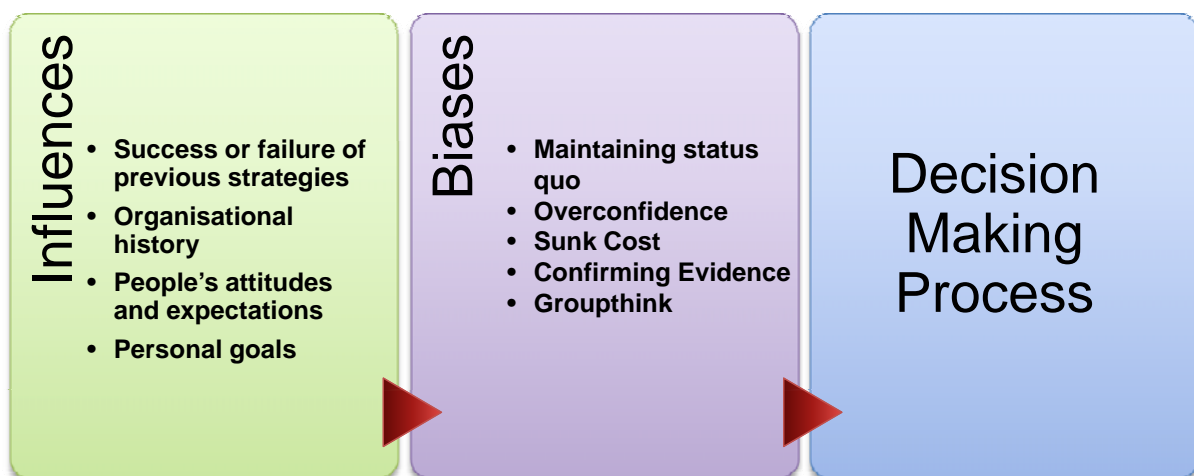 Influences
• Success or failure of
previous strategies
• Organisational
history
• People’s attitudes
and expectations
• Personal goals
Biases
• Maintaining status
quo
• Overconfidence
• Sunk Cost
• Confirming Evidence
• Groupthink
Decision
Making
Process